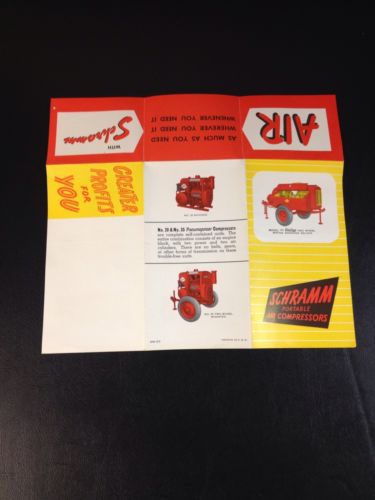 AIR
AS MUCH AS YOU NEED IT
WHEREVER YOU NEED IT
WHENEVER YOU NEED IT
WITH
Schramm
GREATER
PROFITS
FOR
YOU
No. 20 & No. 35 Pneumapower Compressors
are complete self-contained units. The
entire combination consists of an engine
block, with two power and two air
cylinders. There are no belts, gears,
or other forms of transmission on these
trouble-free units.
SCHRAMM
PORTABLE
AIR COMPRESSORS